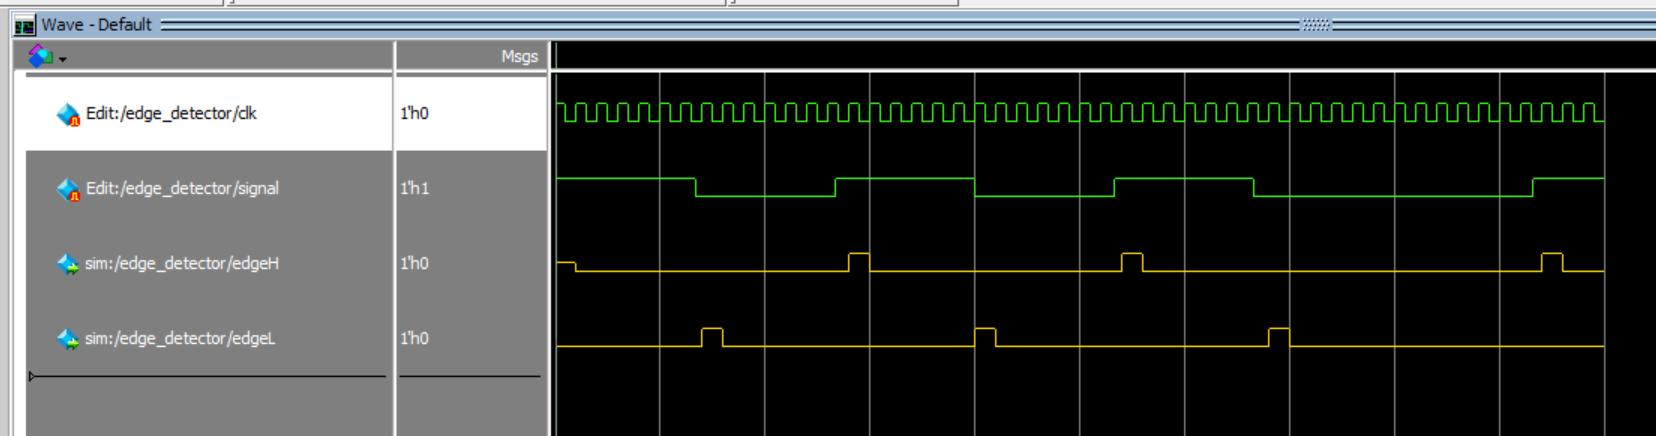 Wave - Default
Msgs
Edit:/edge_detector/clk 1'h0
Edit:/edge_detector/signal 1'h1
sim:/edge_detector/edgeH 1'h0
sim:/edge_detector/edgeL 1'h0